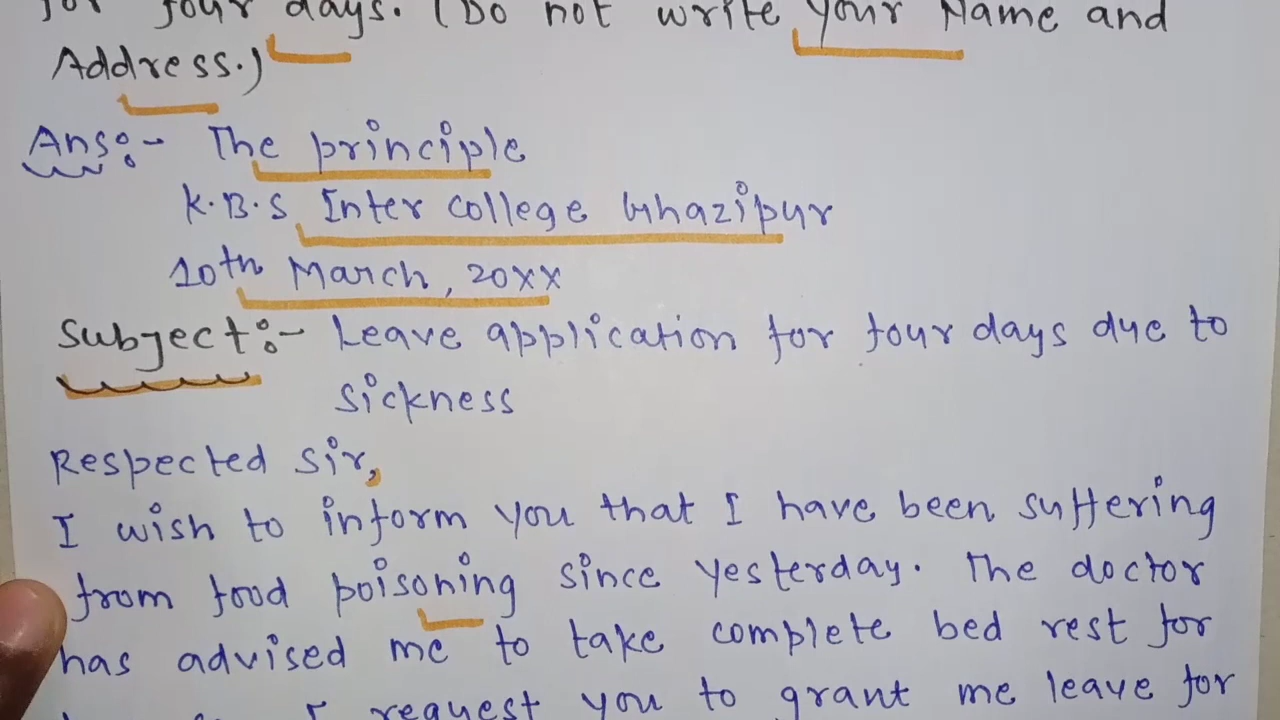 for four days. (Do not write your Name and
Address.)
Ans:- The principle
K.B.S Inter college Ghazipur
10th March, 20xx
Subject:- Leave application for four days due to
sickness
Respected Sir,
I wish to inform you that I have been suffering
from food poisoning since yesterday. The doctor
has advised me to take complete bed rest for
I request you to grant me leave for